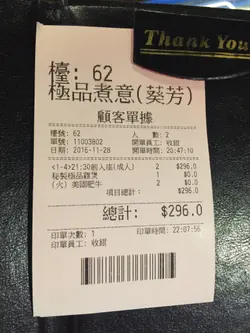 Thank You
檯: 62
極品煮意(葵芳)
顧客單據
檯號: 62 人 數: 2
單號: 11003802 開單員工: 收銀
日期: 2016-11-28 開單時間: 20:47:10
<1-4>21:30前入座(成人) 2 $296.0
秘製極品雞煲 1 $0.0
(火) 美國肥牛 2 $0.0
項目總計: $296.0
總計: $296.0
印單次數: 1 印單時間: 22:07:56
印單員工: 收銀